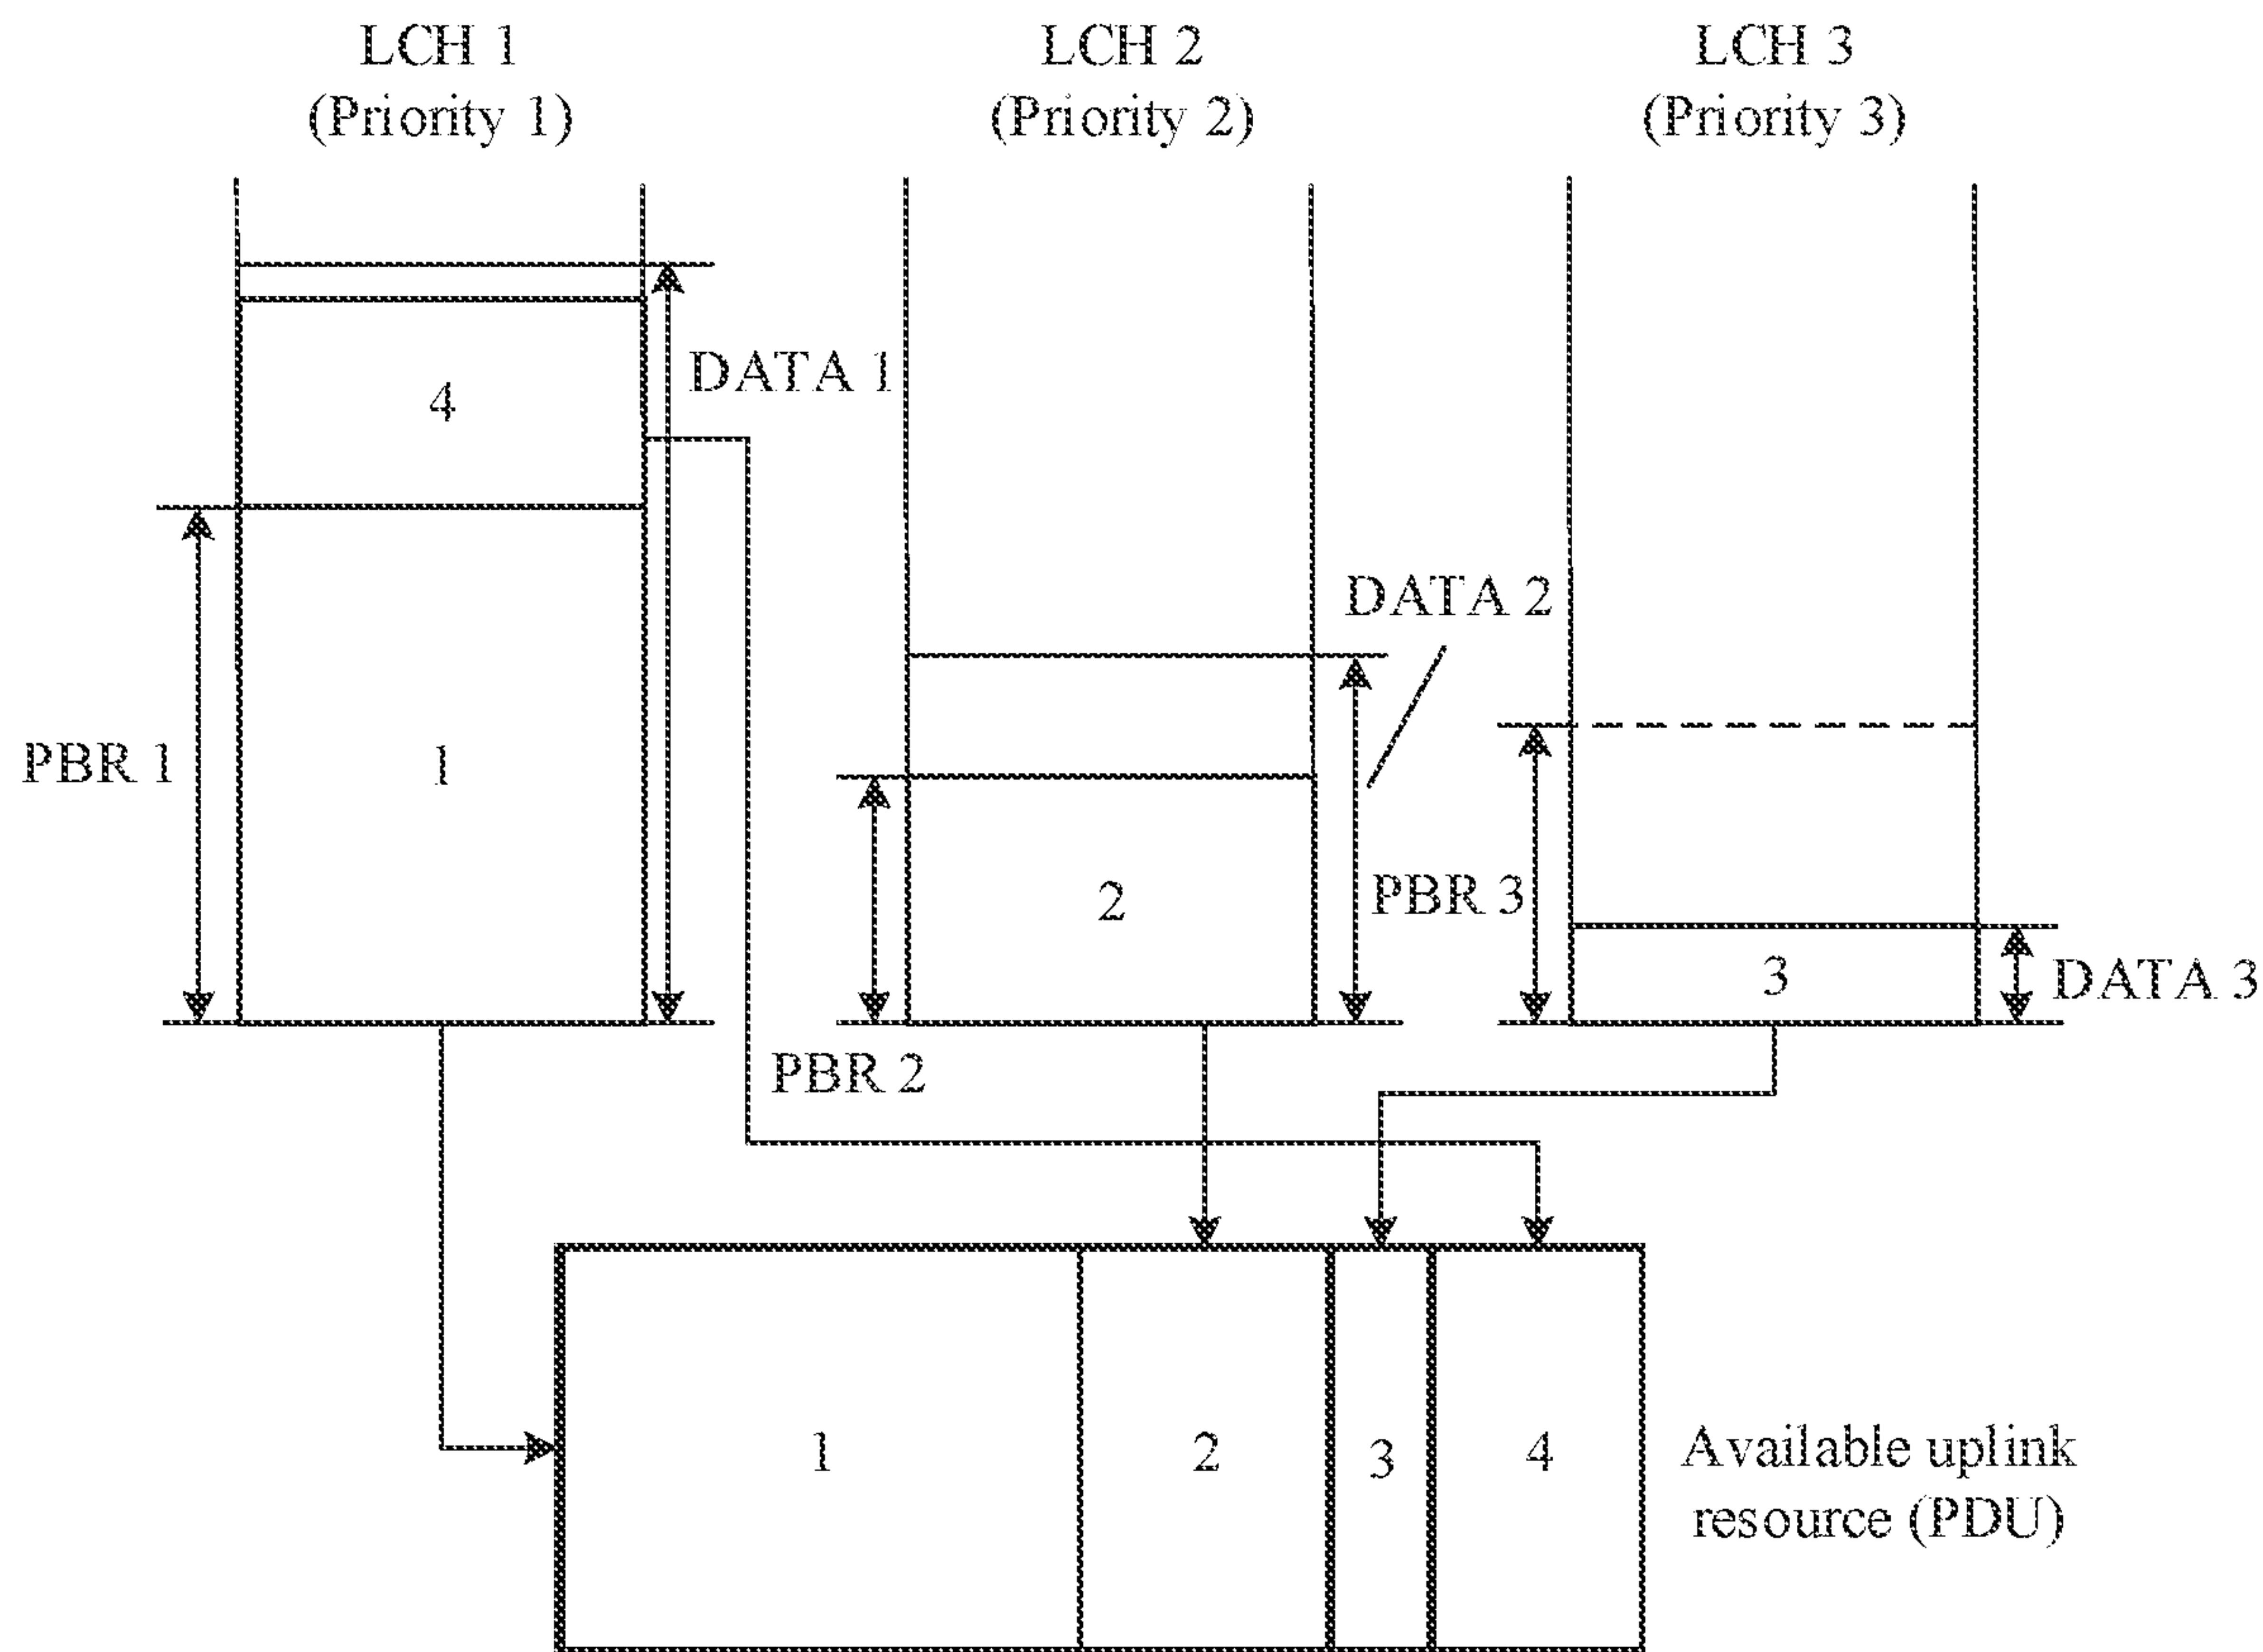 LCH 1
(Priority 1)
LCH 2
(Priority 2)
LCH 3
(Priority 3)
DATA 1
4
PBR 1
1
DATA 2
2
PBR 2
PBR 3
3
DATA 3
1
2
3
4
Available uplink
resource (PDU)